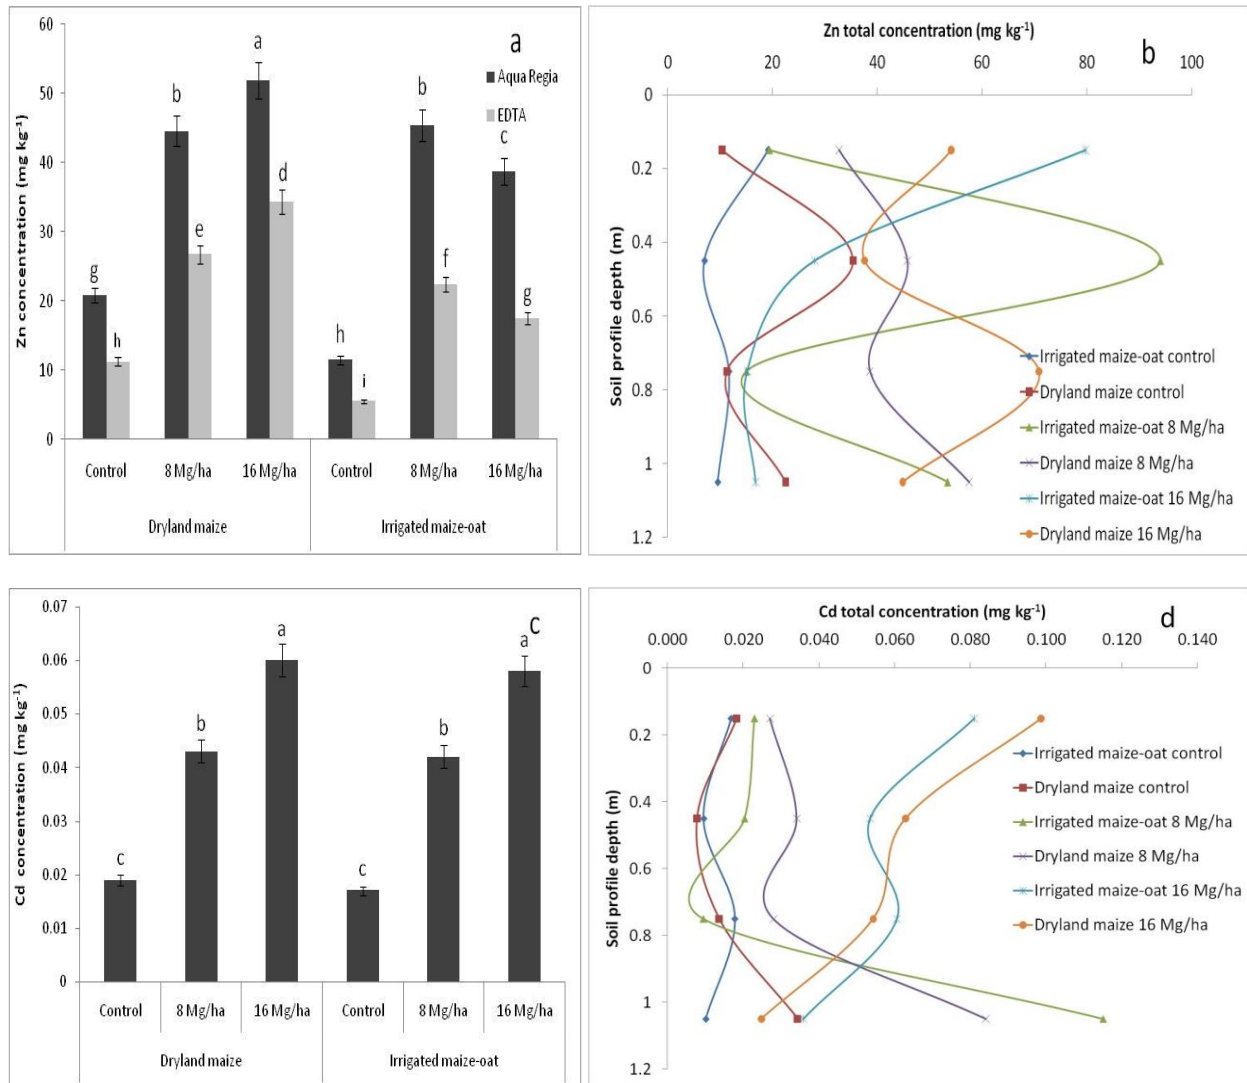 a
60
50
40
30
20
10
0
Zn concentration (mg kg⁻¹)
Aqua Regia
EDTA
g
h
b
e
a
d
h
i
b
f
c
g
Control
8 Mg/ha
16 Mg/ha
Control
8 Mg/ha
16 Mg/ha
Dryland maize
Irrigated maize-oat
Zn total concentration (mg kg⁻¹)
b
0
20
40
60
80
100
0
0.2
0.4
0.6
0.8
1
1.2
Soil profile depth (m)
Irrigated maize-oat control
Dryland maize control
Irrigated maize-oat 8 Mg/ha
Dryland maize 8 Mg/ha
Irrigated maize-oat 16 Mg/ha
Dryland maize 16 Mg/ha
c
0.07
0.06
0.05
0.04
0.03
0.02
0.01
0
Cd concentration (mg kg⁻¹)
c
b
a
c
b
a
Control
8 Mg/ha
16 Mg/ha
Control
8 Mg/ha
16 Mg/ha
Dryland maize
Irrigated maize-oat
Cd total concentration (mg kg⁻¹)
d
0.000
0.020
0.040
0.060
0.080
0.100
0.120
0.140
0
0.2
0.4
0.6
0.8
1
1.2
Soil profile depth (m)
Irrigated maize-oat control
Dryland maize control
Irrigated maize-oat 8 Mg/ha
Dryland maize 8 Mg/ha
Irrigated maize-oat 16 Mg/ha
Dryland maize 16 Mg/ha